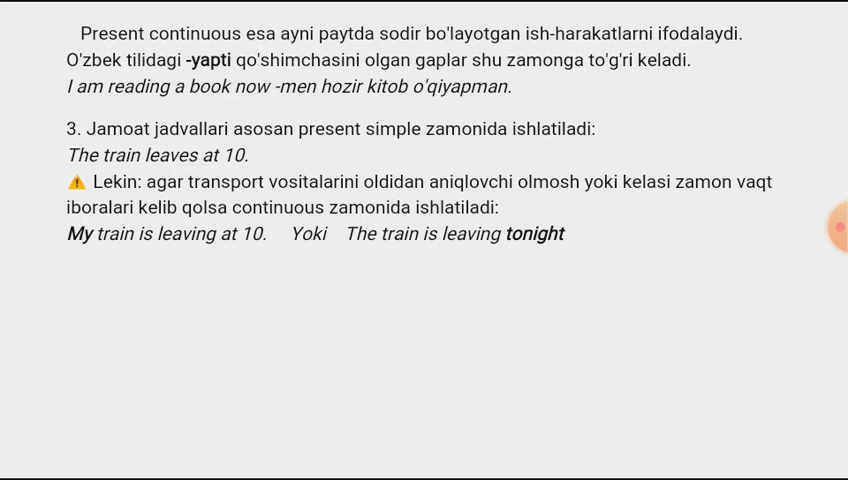 Present continuous esa ayni paytda sodir bo'layotgan ish-harakatlarni ifodalaydi.
O'zbek tilidagi -yapti qo'shimchasini olgan gaplar shu zamonga to'g'ri keladi.
I am reading a book now -men hozir kitob o'qiyapman.
3. Jamoat jadvallari asosan present simple zamonida ishlatiladi:
The train leaves at 10.
⚠️ Lekin: agar transport vositalarini oldidan aniqlovchi olmosh yoki kelasi zamon vaqt
iboralari kelib qolsa continuous zamonida ishlatiladi:
My train is leaving at 10. Yoki The train is leaving tonight